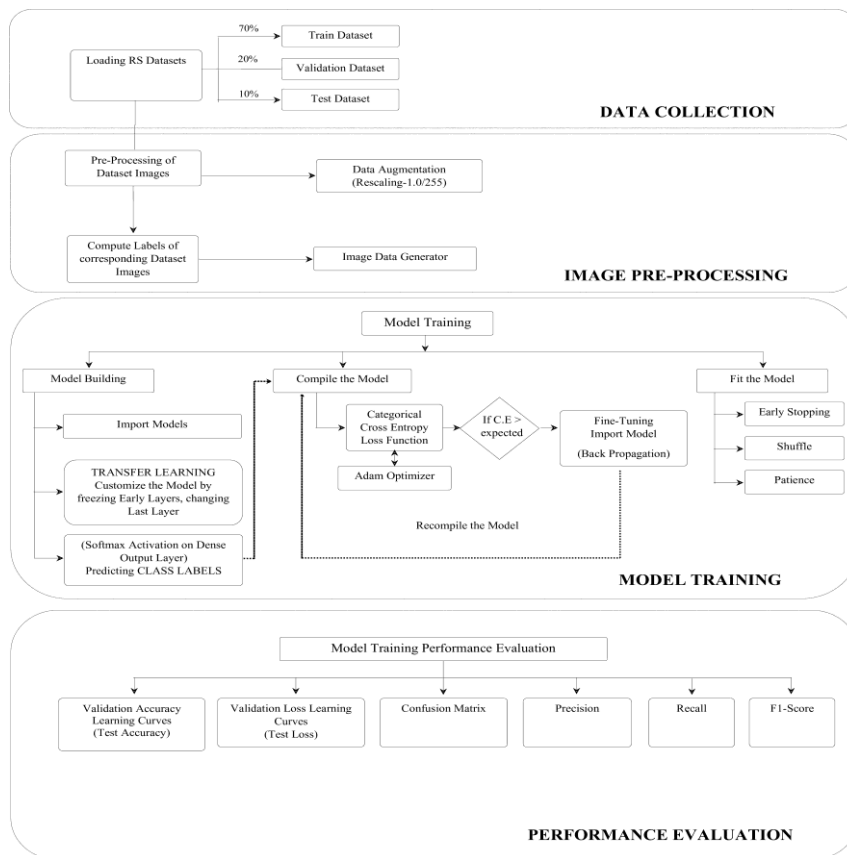 70%
Train Dataset
Loading RS Datasets
20%
Validation Dataset
10%
Test Dataset
DATA COLLECTION
Pre-Processing of
Dataset Images
Data Augmentation
(Rescaling-1.0/255)
Compute Labels of
corresponding Dataset
Images
Image Data Generator
IMAGE PRE-PROCESSING
Model Training
Model Building
Compile the Model
Fit the Model
Import Models
Categorical
Cross Entropy
Loss Function
If C.E >
expected
Fine-Tuning
Import Model
(Back Propagation)
Early Stopping
Shuffle
Patience
TRANSFER LEARNING
Customize the Model by
freezing Early Layers, changing
Last Layer
Adam Optimizer
Recompile the Model
(Softmax Activation on Dense
Output Layer)
Predicting CLASS LABELS
MODEL TRAINING
Model Training Performance Evaluation
Validation Accuracy
Learning Curves
(Test Accuracy)
Validation Loss Learning
Curves
(Test Loss)
Confusion Matrix
Precision
Recall
F1-Score
PERFORMANCE EVALUATION